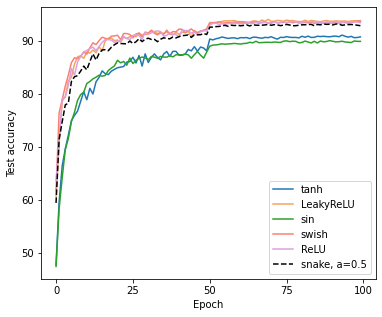 Test accuracy
90
80
70
60
50
0
25
50
75
100
Epoch
tanh
LeakyReLU
sin
swish
ReLU
snake, a=0.5